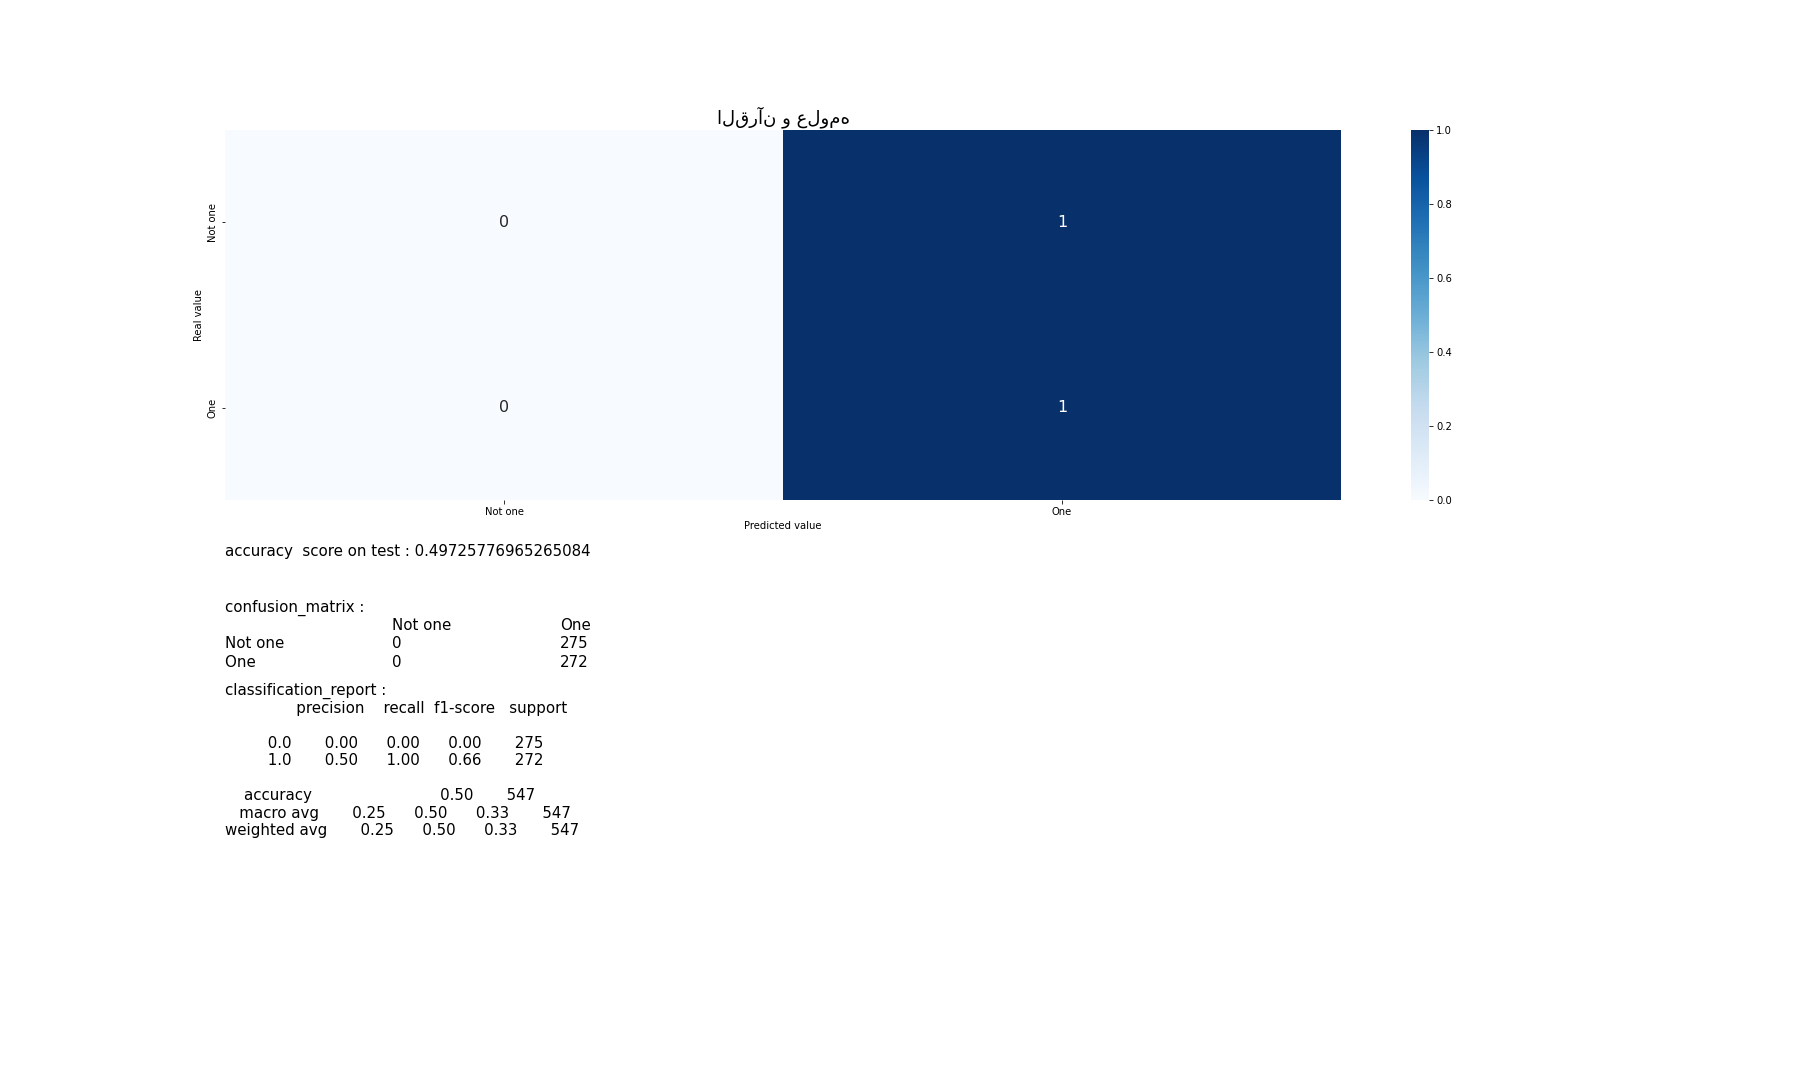 القرآن و علومه
Not one
0
1
1.0
0.8
0.6
0.4
0.2
0.0
Real value
One
0
1
Not one
One
Predicted value
accuracy  score on test : 0.49725776965265084
confusion_matrix :
Not one One
Not one 0 275
One 0 272
classification_report :
precision recall f1-score support
0.0 0.00 0.00 0.00 275
1.0 0.50 1.00 0.66 272
accuracy 0.50 547
macro avg 0.25 0.50 0.33 547
weighted avg 0.25 0.50 0.33 547